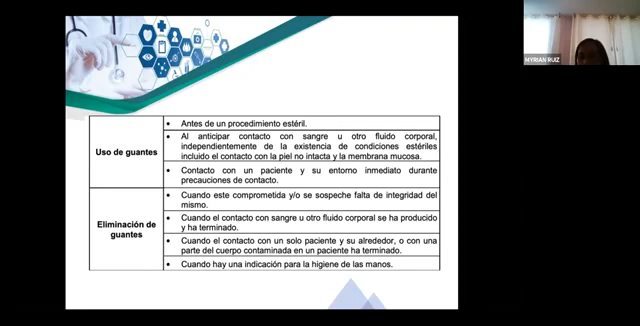 MYRIAN RUIZ
Uso de guantes
• Antes de un procedimiento estéril.
• Al anticipar contacto con sangre u otro fluido corporal,
independientemente de la existencia de condiciones estériles
incluido el contacto con la piel no intacta y la membrana mucosa.
• Contacto con un paciente y su entorno inmediato durante
precauciones de contacto.
Eliminación de
guantes
• Cuando este comprometida y/o se sospeche falta de integridad del
mismo.
• Cuando el contacto con sangre u otro fluido corporal se ha producido
y ha terminado.
• Cuando el contacto con un solo paciente y su alrededor, o con una
parte del cuerpo contaminada en un paciente ha terminado.
• Cuando hay una indicación para la higiene de las manos.